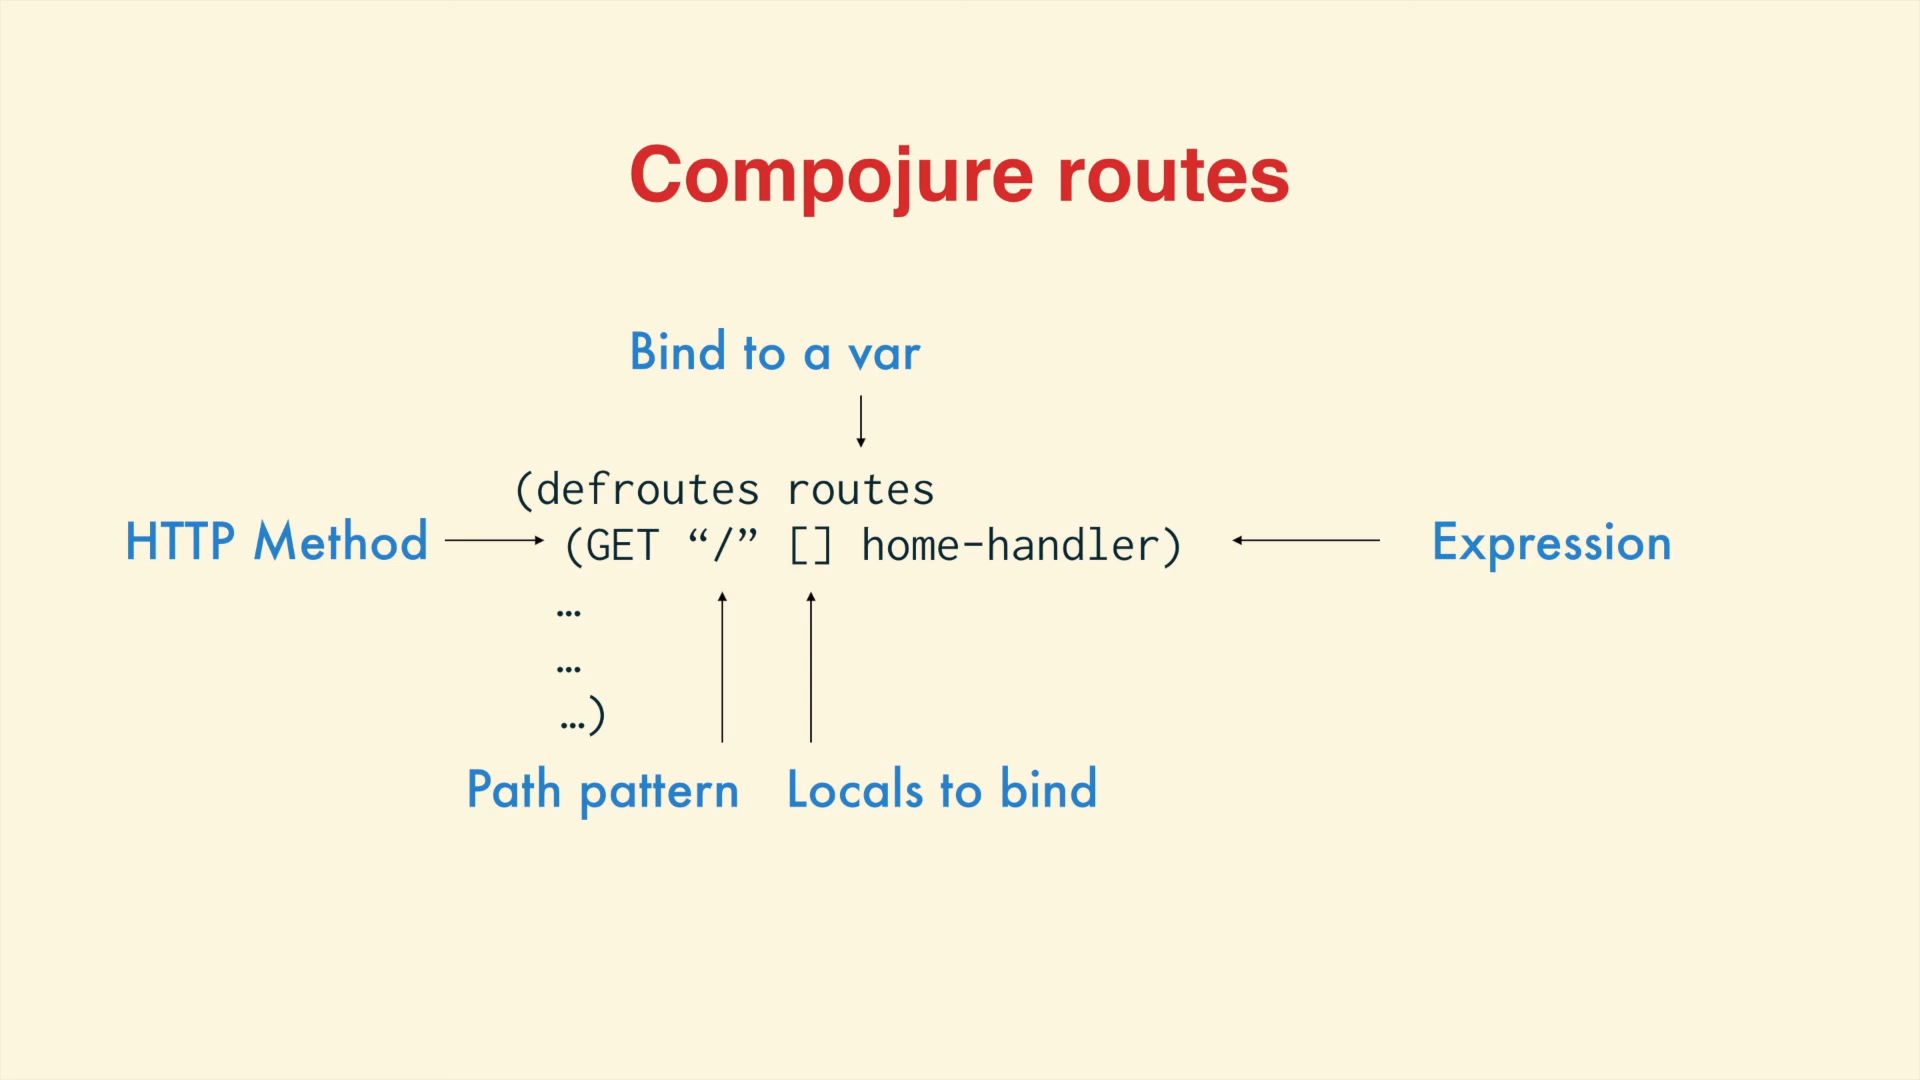 Compojure routes
Bind to a var
(defroutes routes
HTTP Method
(GET “/” [] home-handler)
Expression
…
…
…)
Path pattern
Locals to bind